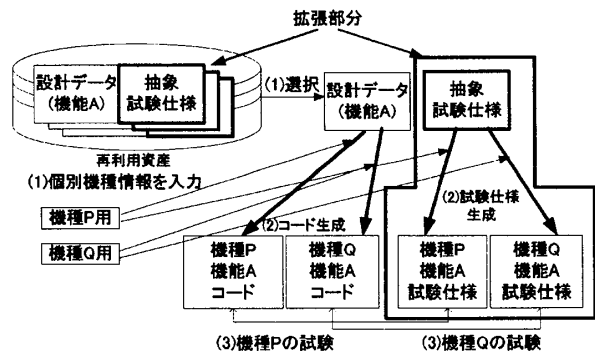 拡張部分
設計データ
(機能A)
抽象
試験仕様
(1)選択
設計データ
(機能A)
抽象
試験仕様
再利用資産
(1)個別機種情報を入力
機種P用
機種Q用
(2)コード生成
(2)試験仕様
生成
機種P
機能A
コード
機種Q
機能A
コード
機種P
機能A
試験仕様
機種Q
機能A
試験仕様
(3)機種Pの試験
(3)機種Qの試験